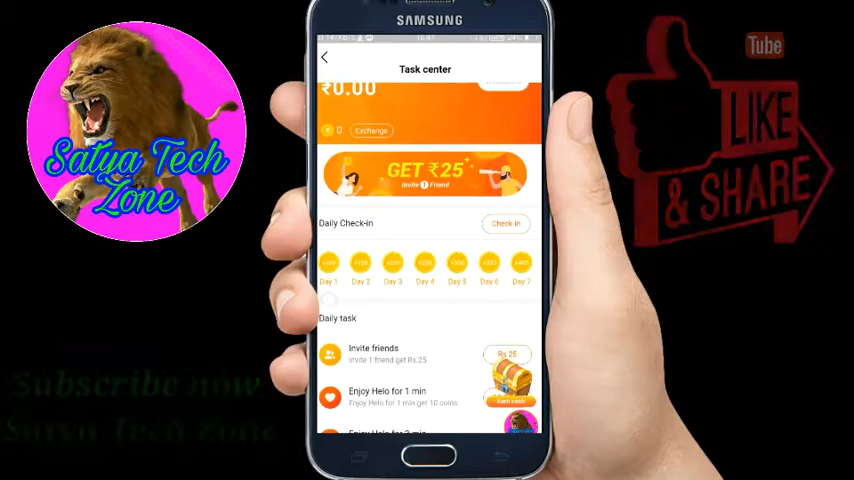 SAMSUNG
16:47
24%
Task center
₹0.00
0 Exchange
GET ₹25
Invite 1 Friend
Daily Check-in
Check-in
Day 1 Day 2 Day 3 Day 4 Day 5 Day 6 Day 7
Daily task
Invite friends
Invite 1 friend get Rs.25
Rs 25
Enjoy Helo for 1 min
Enjoy Helo for 1 min get 10 coins
Satya Tech
Zone
Tube
LIKE
& SHARE
Subscribe now
Satya Tech Zone